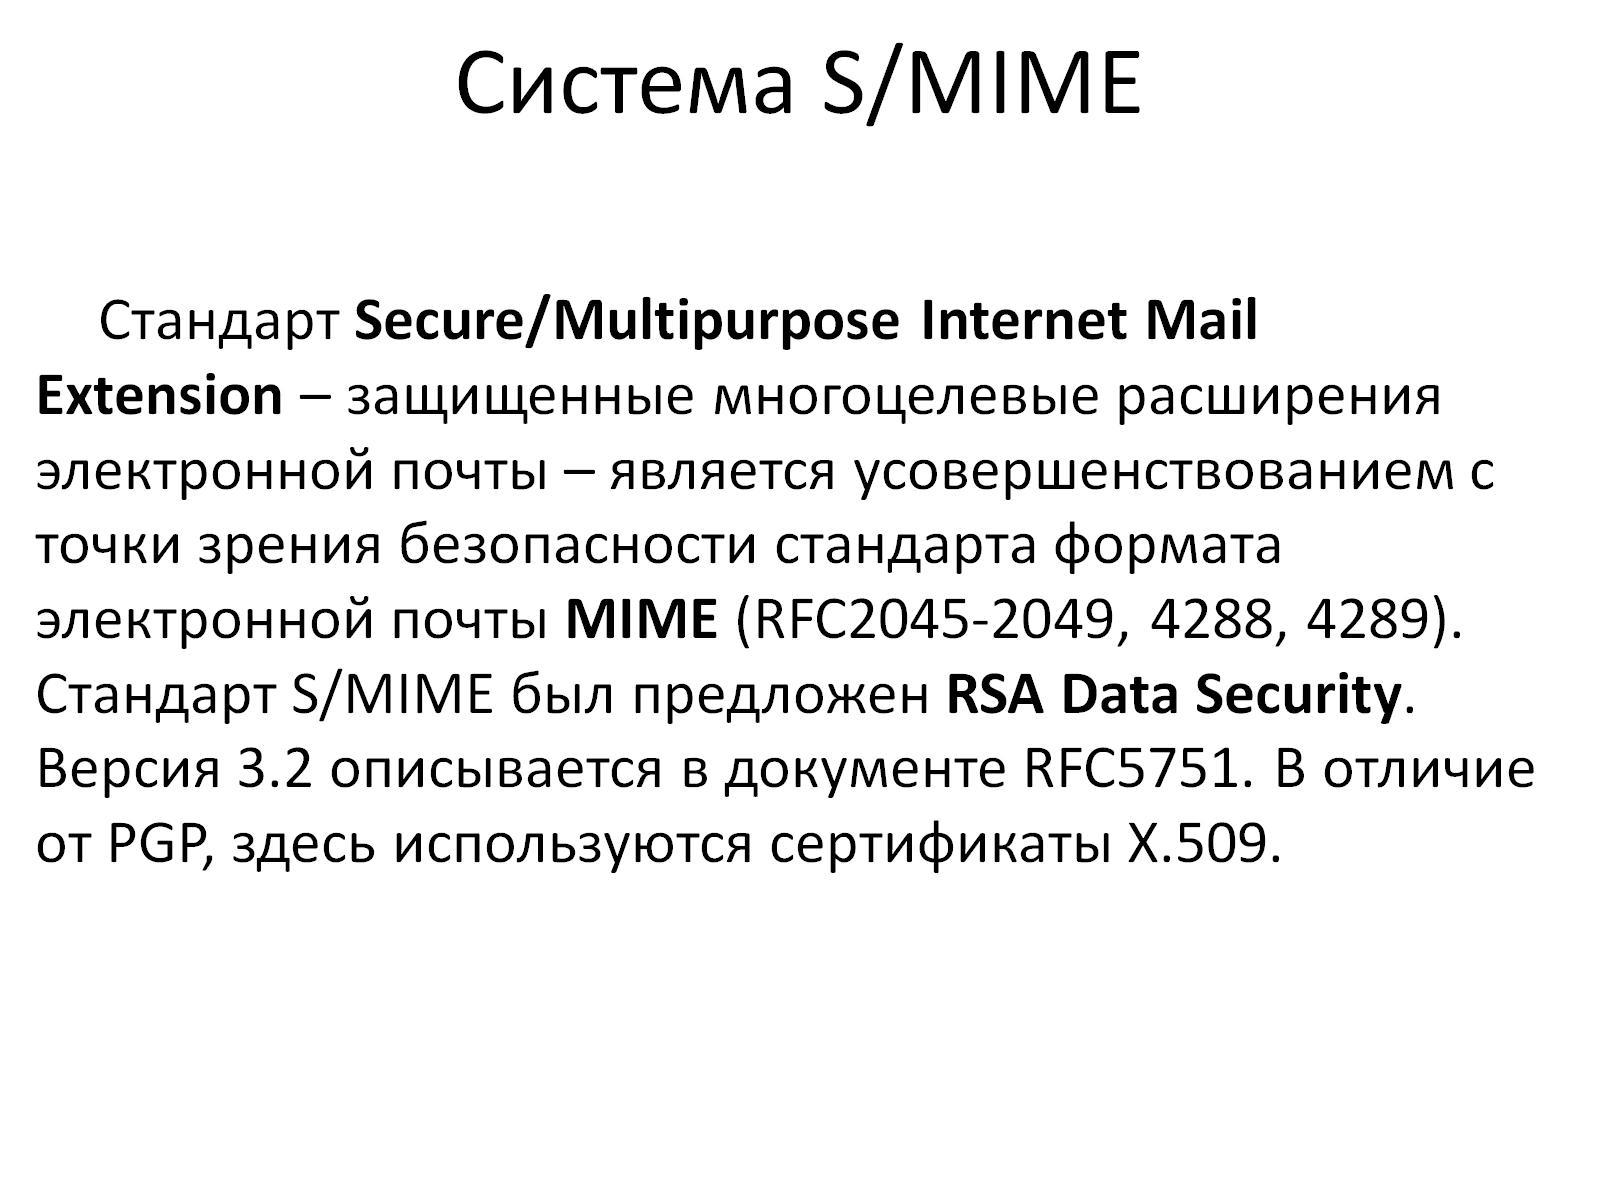 Система S/MIME
Стандарт Secure/Multipurpose Internet Mail
Extension – защищенные многоцелевые расширения
электронной почты – является усовершенствованием с
точки зрения безопасности стандарта формата
электронной почты MIME (RFC2045-2049, 4288, 4289).
Стандарт S/MIME был предложен RSA Data Security.
Версия 3.2 описывается в документе RFC5751. В отличие
от PGP, здесь используются сертификаты X.509.